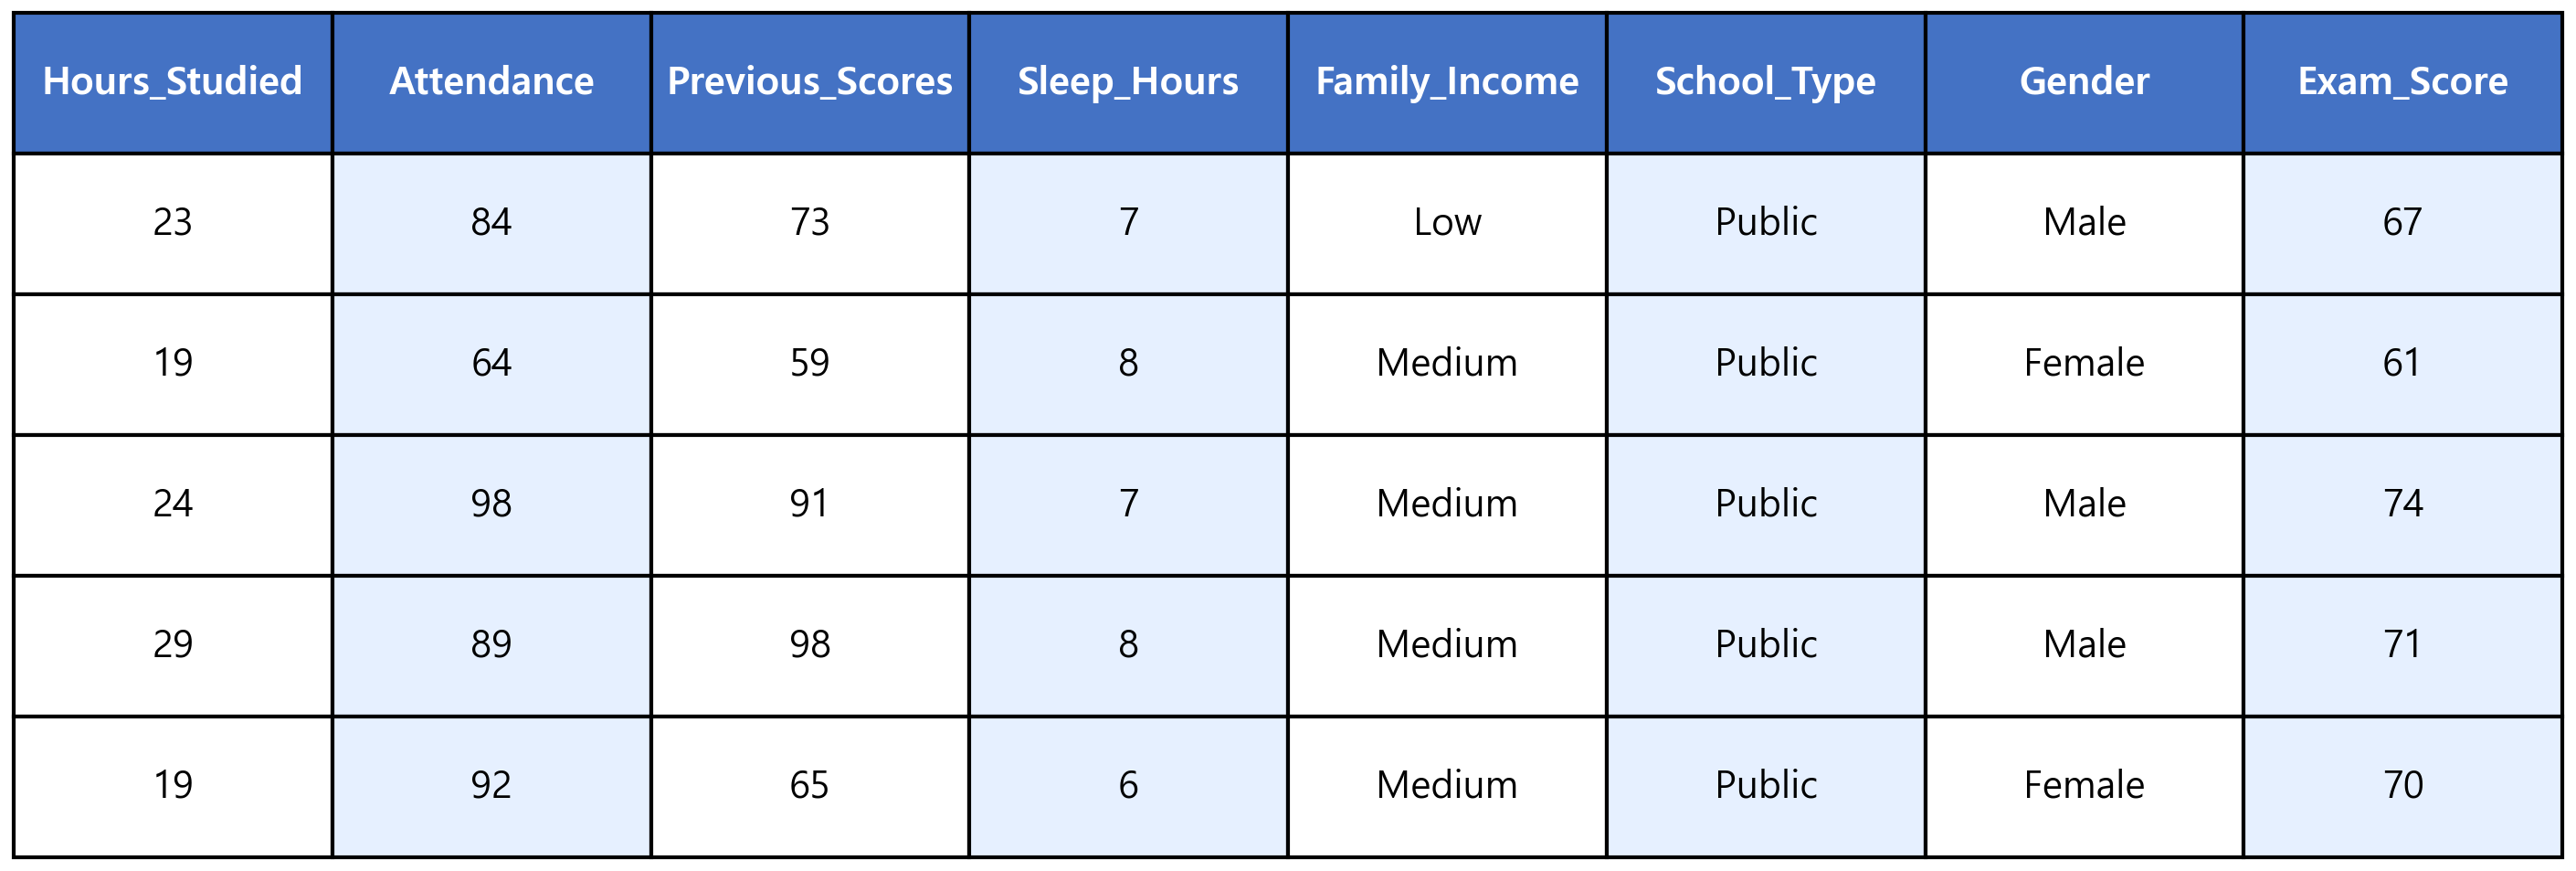 Hours_Studied Attendance Previous_Scores Sleep_Hours Family_Income School_Type Gender Exam_Score
23 84 73 7 Low Public Male 67
19 64 59 8 Medium Public Female 61
24 98 91 7 Medium Public Male 74
29 89 98 8 Medium Public Male 71
19 92 65 6 Medium Public Female 70